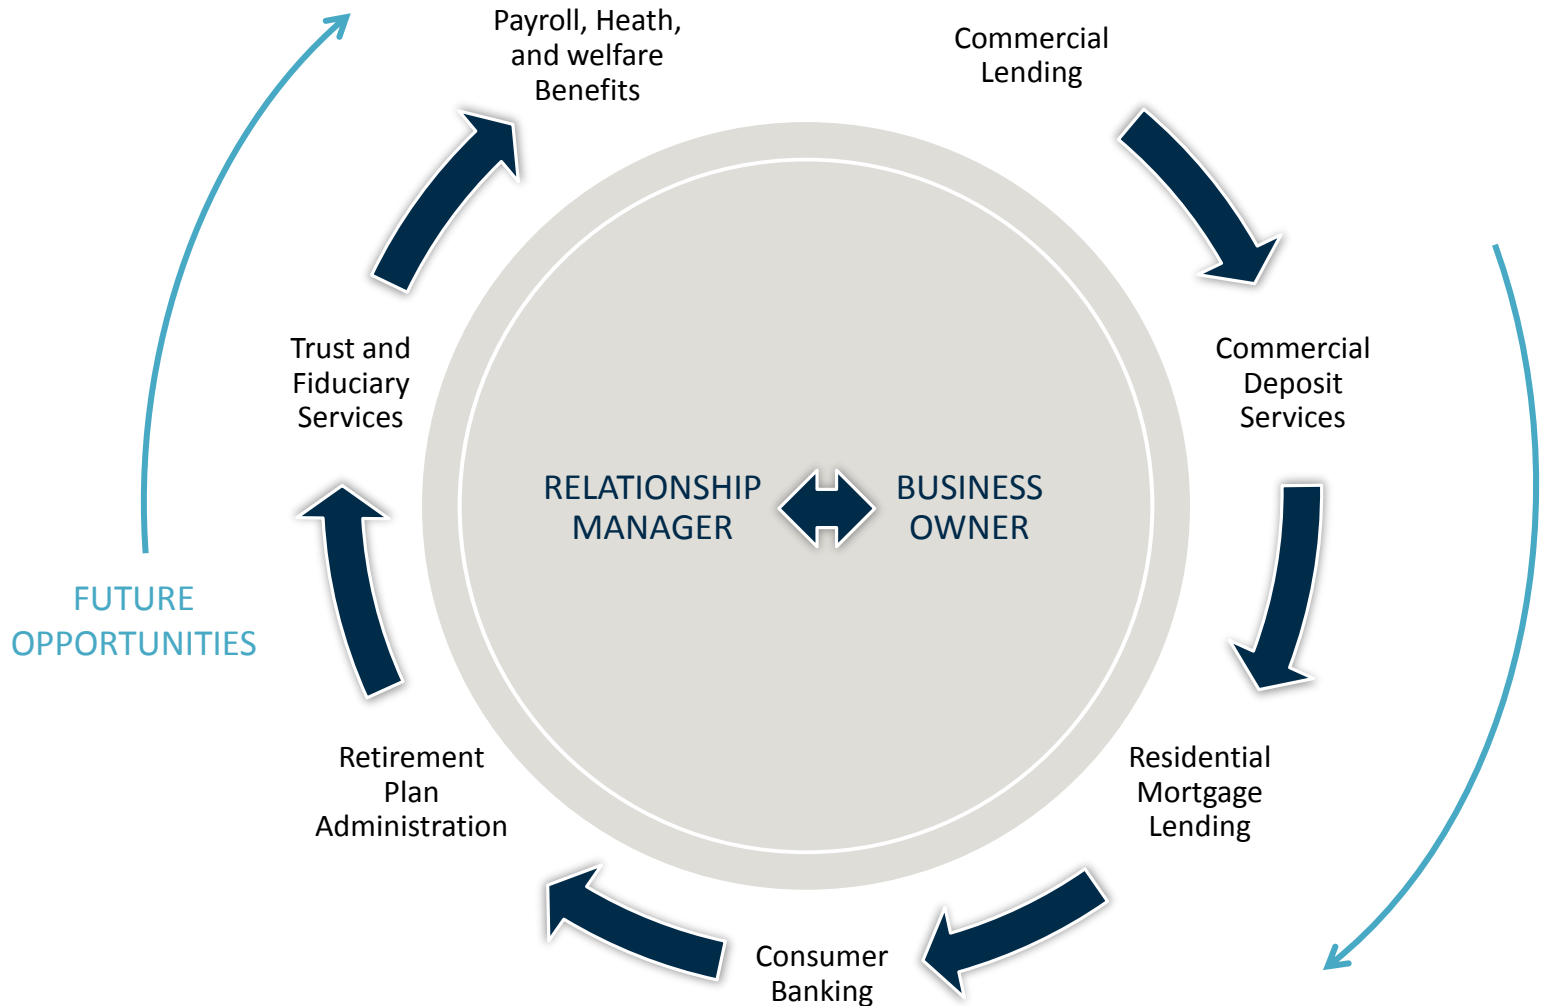 Payroll, Heath,
and welfare
Benefits
Commercial
Lending
Trust and
Fiduciary
Services
Commercial
Deposit
Services
RELATIONSHIP
MANAGER
BUSINESS
OWNER
FUTURE
OPPORTUNITIES
Retirement
Plan
Administration
Residential
Mortgage
Lending
Consumer
Banking